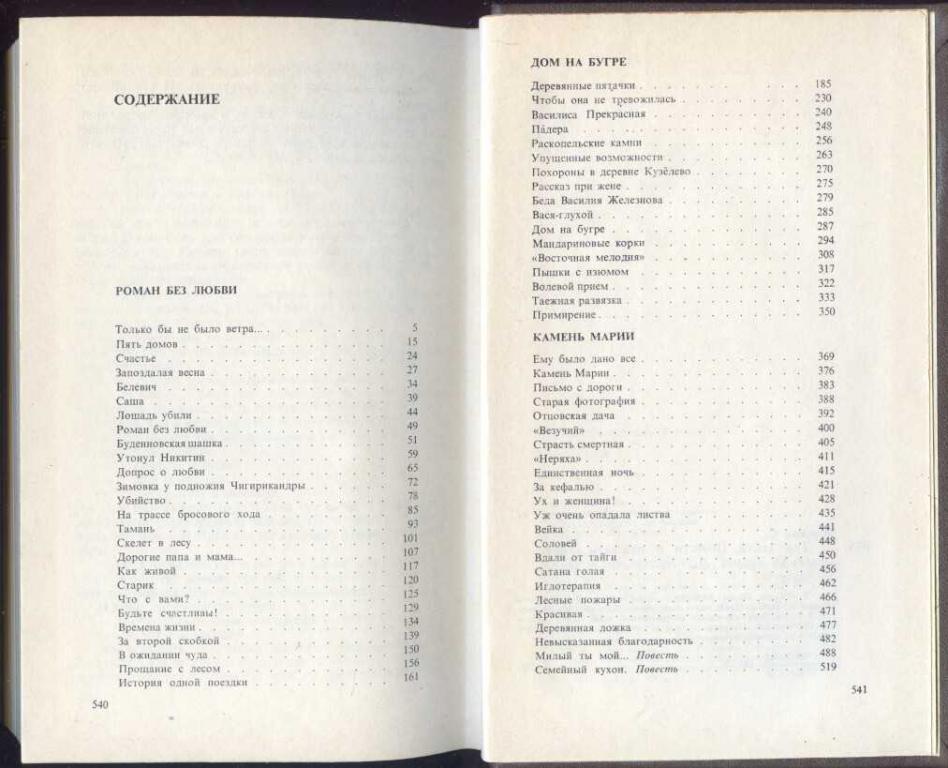 СОДЕРЖАНИЕ
РОМАН БЕЗ ЛЮБВИ
Только бы не было ветра... 5
Пять домов 15
Счастье 24
Запоздалая весна 27
Белевич 34
Саша 39
Лошадь убили 44
Роман без любви 49
Буденновская шашка 51
Утонул Никитин 59
Допрос о любви 65
Зимовка у подножия Чигирикандры 72
Убийство 78
На трассе бросового хода 85
Тамань 93
Скелет в лесу 101
Дорогие папа и мама... 107
Как живой 117
Старик 120
Что с вами? 125
Будьте счастливы! 129
Времена жизни 134
За второй скобкой 139
В ожидании чуда 150
Прощание с лесом 156
История одной поездки 161
540
ДОМ НА БУГРЕ
Деревянные пятачки 185
Чтобы она не тревожилась 230
Василиса Прекрасная 240
Падера 248
Раскопельские камни 256
Упущенные возможности 263
Похороны в деревне Кузёлево 270
Рассказ при жене 275
Беда Василия Железнова 279
Вася-глухой 285
Дом на бугре 287
Мандариновые корки 294
«Восточная мелодия» 308
Пышки с изюмом 317
Волевой прием 322
Таежная развязка 333
Примирение 350
КАМЕНЬ МАРИИ
Ему было дано все 369
Камень Марии 376
Письмо с дороги 383
Старая фотография 388
Отцовская дача 392
«Везучий» 400
Страсть смертная 405
«Неряха» 411
Единственная ночь 415
За кефалью 421
Ух и женщина! 428
Уж очень опадала листва 435
Вейка 441
Соловей 448
Вдали от тайги 450
Сатана голая 456
Иглотерапия 462
Лесные пожары 466
Красивая 471
Деревянная ложка 477
Невысказанная благодарность 482
Милый ты мой... Повесть 488
Семейный кухон. Повесть 519
541